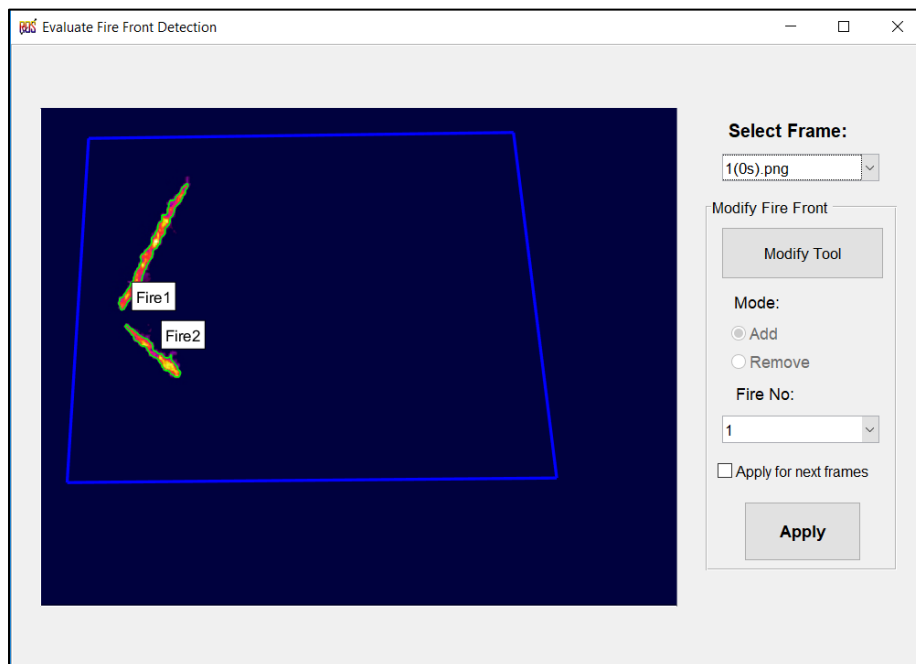 Evaluate Fire Front Detection
Fire1
Fire2
Select Frame:
1(0s).png
Modify Fire Front
Modify Tool
Mode:
Add
Remove
Fire No:
1
Apply for next frames
Apply